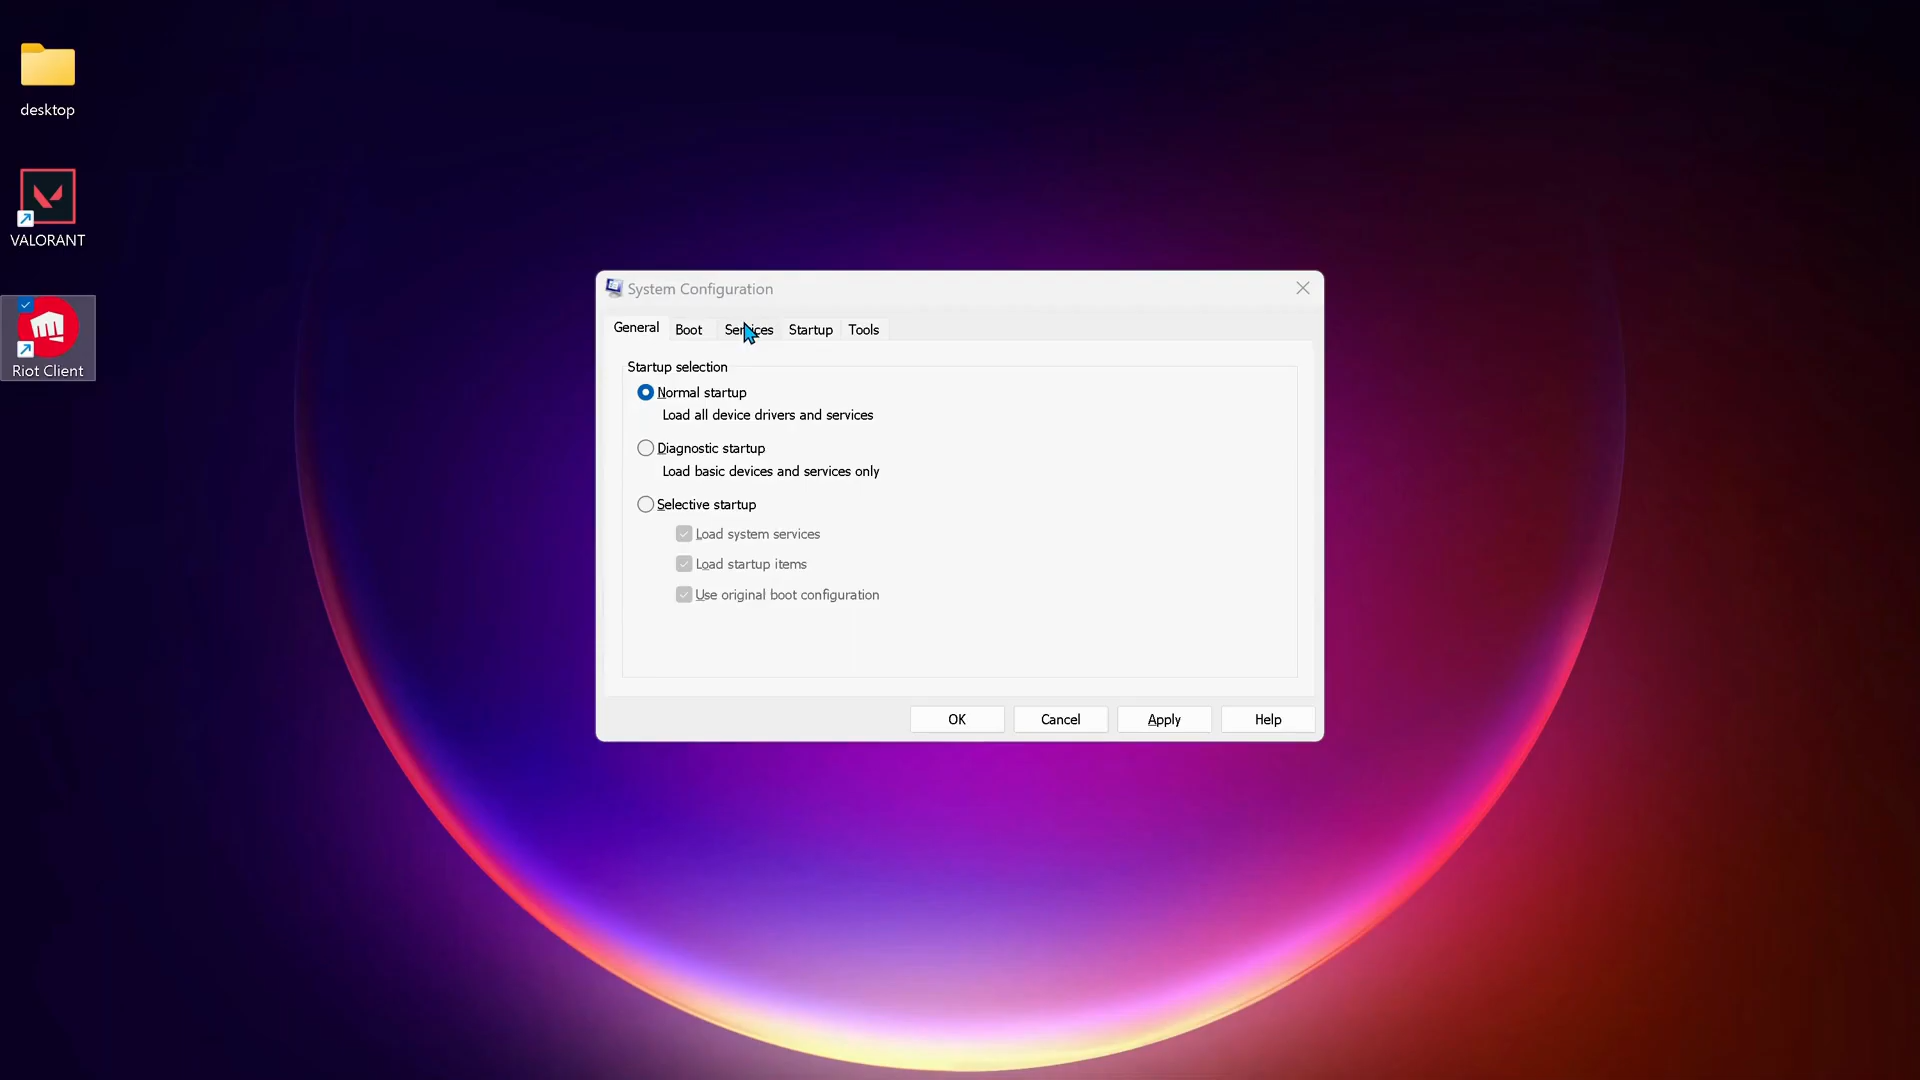 desktop
VALORANT
Riot Client
System Configuration
General Boot Services Startup Tools
Startup selection
Normal startup
Load all device drivers and services
Diagnostic startup
Load basic devices and services only
Selective startup
Load system services
Load startup items
Use original boot configuration
OK Cancel Apply Help